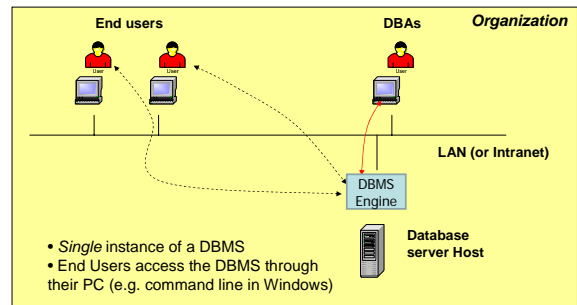 End users
DBAs
Organization
User
User
User
LAN (or Intranet)
DBMS
Engine
Database
server Host
• Single instance of a DBMS
• End Users access the DBMS through
their PC (e.g. command line in Windows)